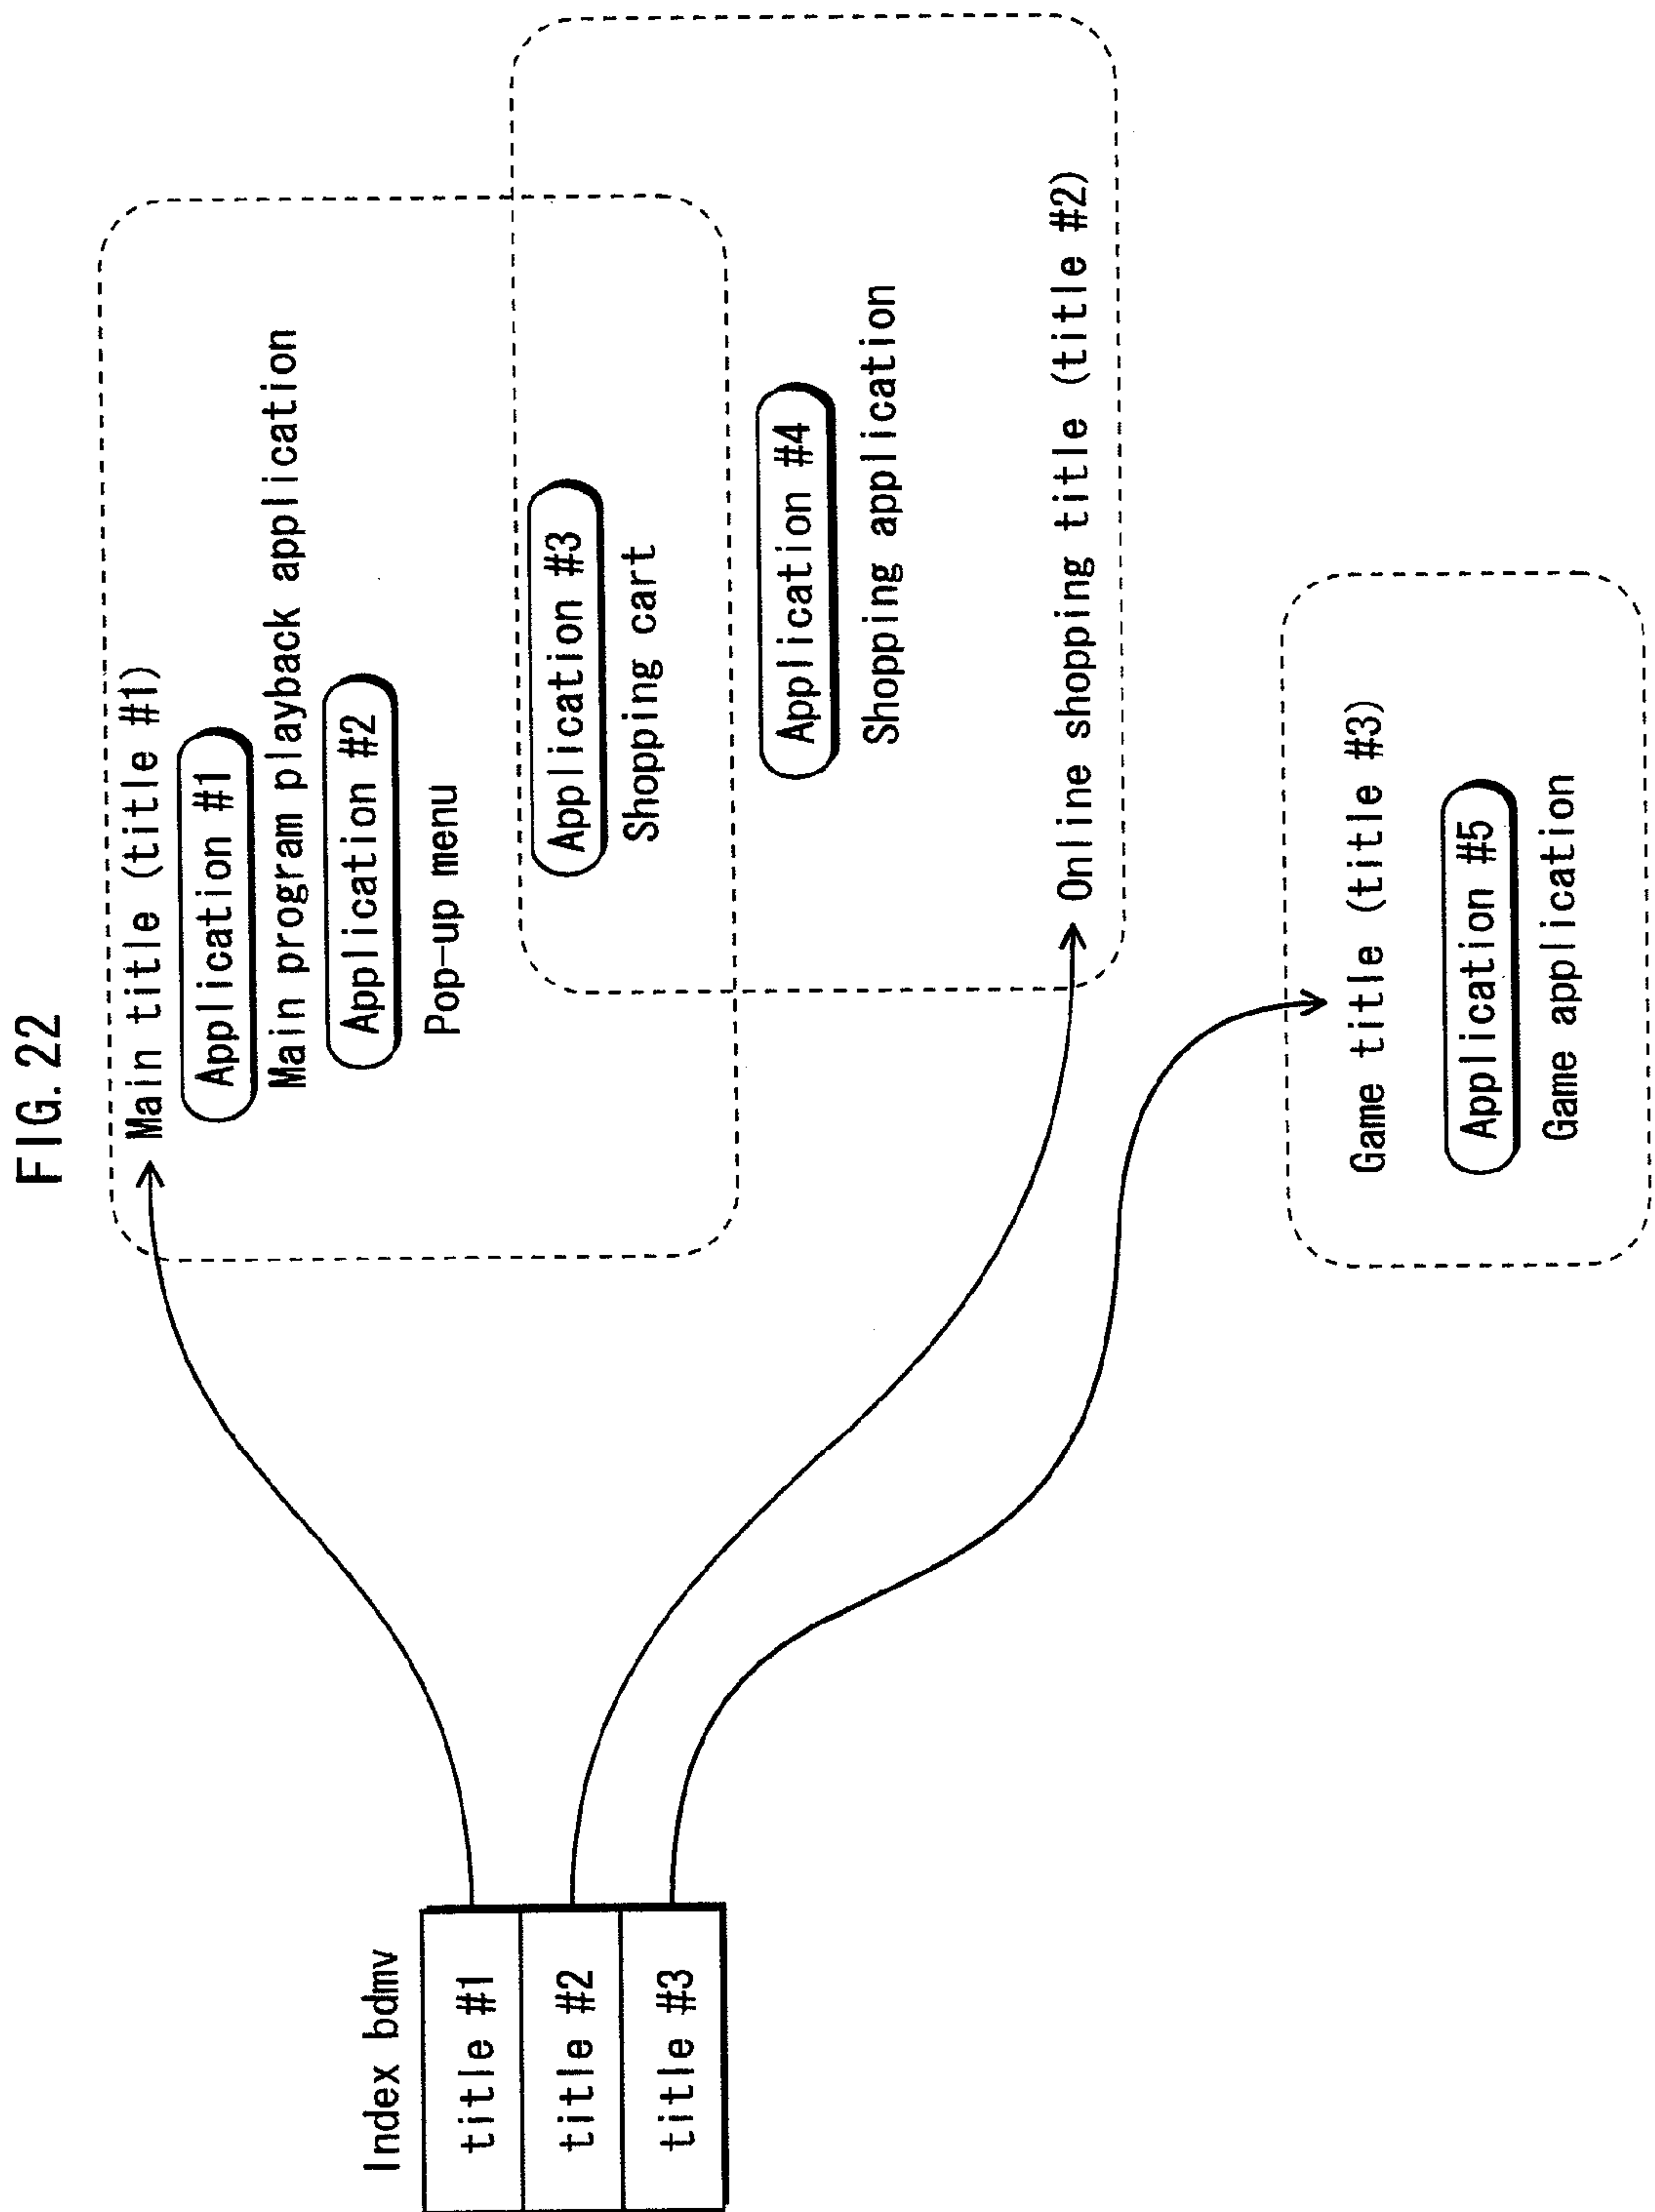 FIG. 22
Index bdmv
title #1
title #2
title #3
Main title (title #1)
Application #1
Main program playback application
Application #2
Pop-up menu
Application #3
Shopping cart
Application #4
Shopping application
Online shopping title (title #2)
Game title (title #3)
Application #5
Game application